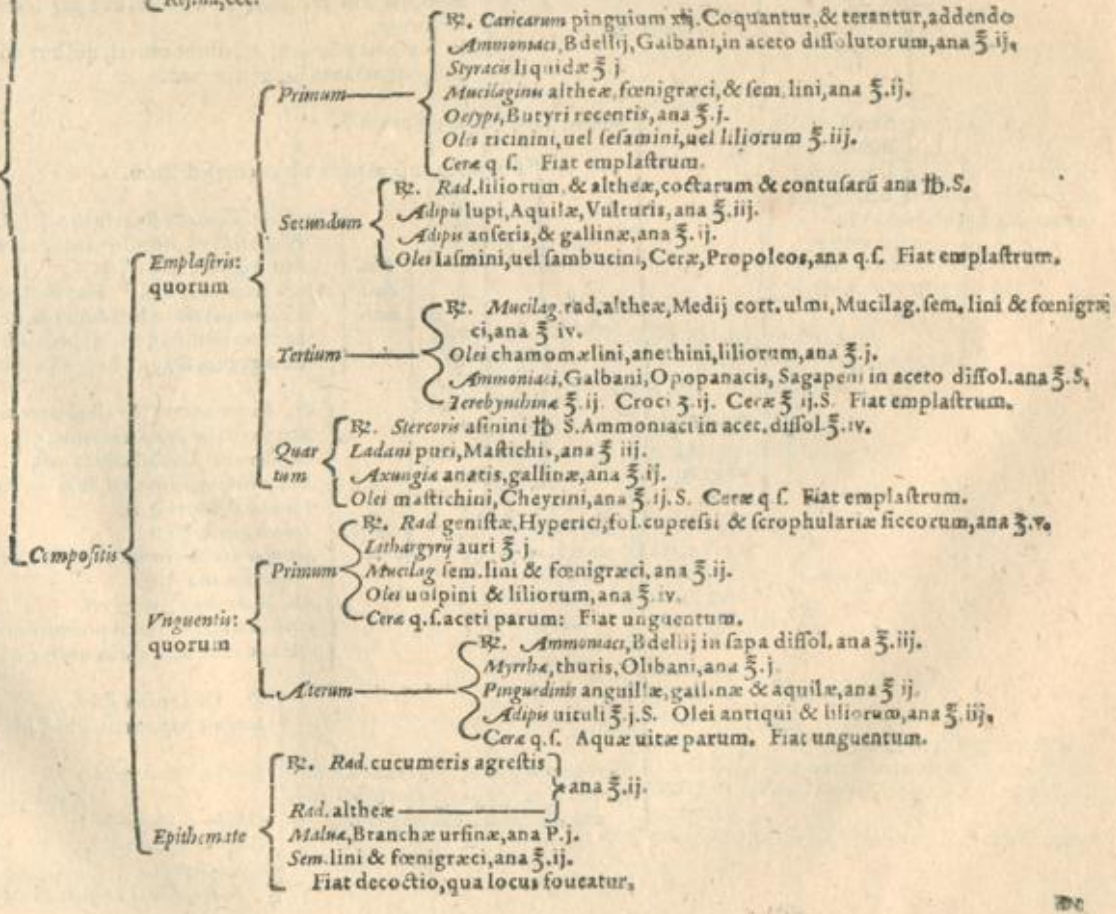 Resina, &c.
℞. Caricarum pinguium xij. Coquantur, & terantur, addendo
Ammoniaci, Bdellij, Galbani, in aceto dissolutorum, ana ℥ ij.
Styracis liquidæ ℥ j
Primum
Mucilaginis altheæ, fœnigræci, & sem. lini, ana ℥.ij.
Oesypi, Butyri recentis, ana ℥.j.
Olei ricinini, uel sesamini, uel liliorum ℥.iij.
Ceræ q s. Fiat emplastrum.
℞. Rad. liliorum & altheæ, coctarum & contusarũ ana ℔.S.
Secundum
Adipis lupi, Aquilæ, Vulturis, ana ℥.iij.
Adipis anseris, & gallinæ, ana ℥.ij.
Olei Iasmini, uel sambucini, Ceræ, Propoleos, ana q.s. Fiat emplastrum.
Emplastris:
quorum
℞. Mucilag. rad. altheæ, Medij cort. ulmi, Mucilag. sem. lini & fœnigræ
ci, ana ℥ iv.
Tertium
Olei chamomælini, anethini, liliorum, ana ℥.j.
Ammoniaci, Galbani, Opopanacis, Sagapeni in aceto dissol. ana ℥.S.
Terebynthinæ ℥.ij. Croci ʒ.ij. Ceræ ℥ ij.S. Fiat emplastrum.
℞. Stercoris asinini ℔ S. Ammoniaci in acet. dissol. ℥.iv.
Quar
tum
Ladani puri, Mastichis, ana ℥ iij.
Axungiæ anatis, gallinæ, ana ℥.ij.
Olei mastichini, Cheyrini, ana ℥.ij.S. Ceræ q s. Fiat emplastrum.
Compositis
℞. Rad genistæ, Hyperici, fol. cupressi & scrophulariæ siccorum, ana ʒ.v.
Lithargyrij auri ℥.j
Primum
Mucilag sem. lini & fœnigræci, ana ℥.ij.
Olei uolpini & liliorum, ana ℥.iv.
Ceræ q.s. aceti parum: Fiat unguentum.
Vnguentis:
quorum
℞. Ammoniaci, Bdellij in sapa dissol. ana ℥.iij.
Myrrhæ, thuris, Olibani, ana ℥.j
Alterum
Pinguedinis anguillæ, gallinæ & aquilæ, ana ℥ ij.
Adipis uituli ℥.j.S. Olei antiqui & liliorum, ana ℥.iij.
Ceræ q.s. Aquæ uitæ parum. Fiat unguentum.
℞. Rad. cucumeris agrestis
ana ℥.ij.
Rad. altheæ
Epithemate
Maluæ, Branchæ ursinæ, ana P.j.
Sem. lini & fœnigræci, ana ℥.ij.
Fiat decoctio, qua locus foueatur.